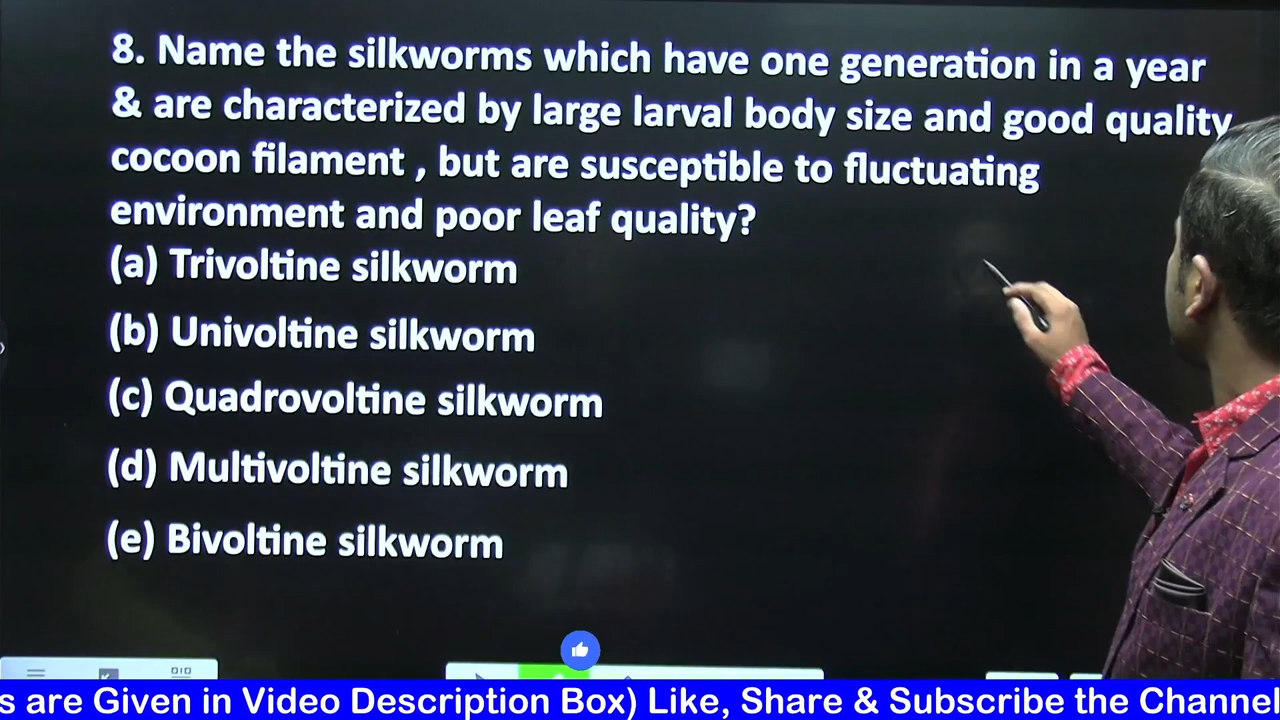 8. Name the silkworms which have one generation in a year
& are characterized by large larval body size and good quality
cocoon filament , but are susceptible to fluctuating
environment and poor leaf quality?
(a) Trivoltine silkworm
(b) Univoltine silkworm
(c) Quadrovoltine silkworm
(d) Multivoltine silkworm
(e) Bivoltine silkworm
s are Given in Video Description Box) Like, Share & Subscribe the Channel